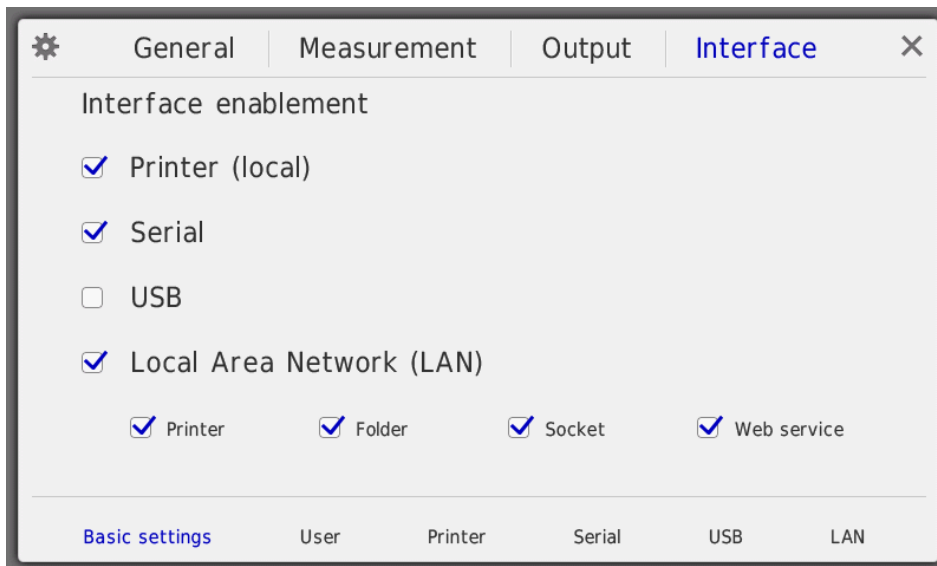 General Measurement Output Interface
Interface enablement
Printer (local)
Serial
USB
Local Area Network (LAN)
Printer Folder Socket Web service
Basic settings User Printer Serial USB LAN